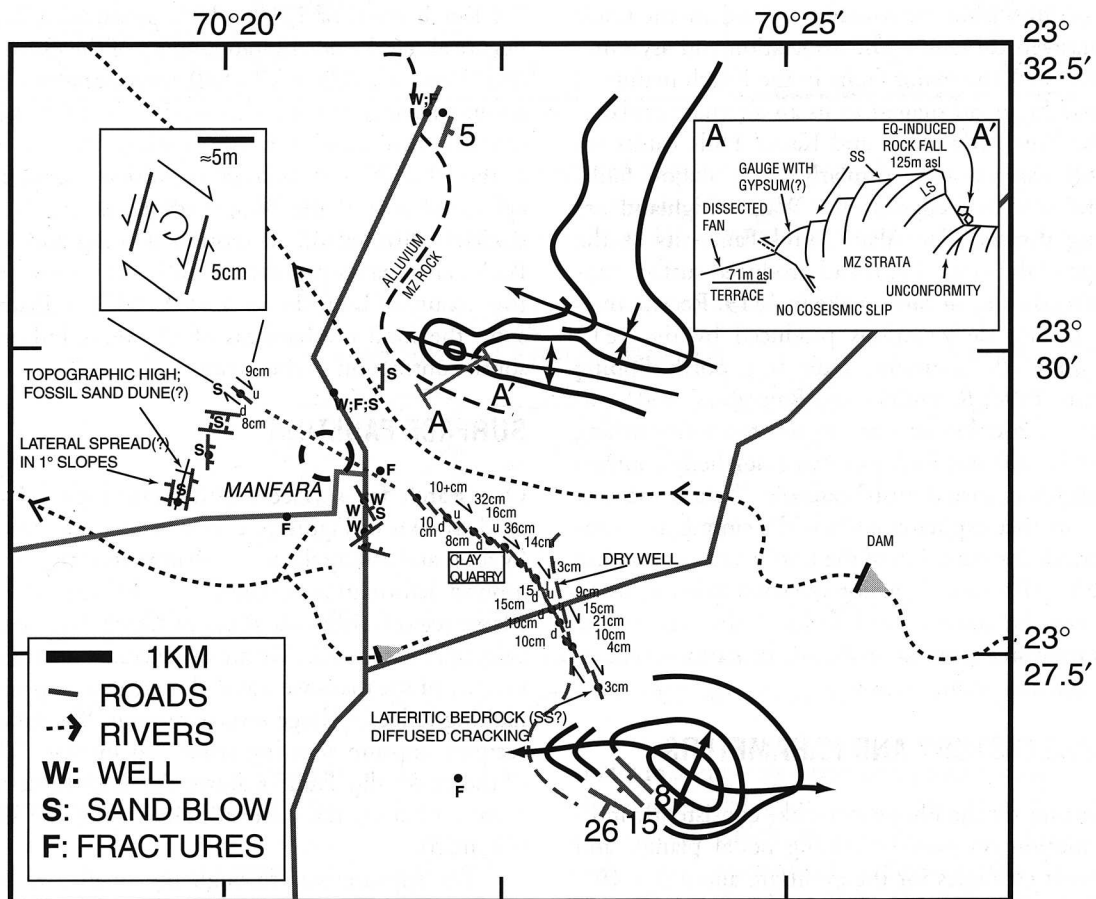 70°20′
70°25′
23°
32.5′
W;F
5
≈5m
5cm
A
A′
EQ-INDUCED
ROCK FALL
125m asl
SS
GAUGE WITH
GYPSUM(?)
LS
DISSECTED
FAN
MZ STRATA
71m asl
TERRACE
UNCONFORMITY
NO COSEISMIC SLIP
ALLUVIUM
MZ ROCK
23°
30′
TOPOGRAPHIC HIGH;
FOSSIL SAND DUNE(?)
9cm
S
u
d
8cm
S
W;F;S
A
A′
LATERAL SPREAD(?)
IN 1° SLOPES
S
S
S
MANFARA
F
F
W
S
W
W
10+cm
32cm
16cm
36cm
14cm
10
cm
u
d
8cm
u
d
u
d
CLAY
QUARRY
3cm
DRY WELL
DAM
15
u
d
9cm
15cm
u
15cm
10cm
d
21cm
10cm
10cm
4cm
3cm
23°
27.5′
LATERITIC BEDROCK (SS?)
DIFFUSED CRACKING
F
8
15
26
1KM
ROADS
RIVERS
W: WELL
S: SAND BLOW
F: FRACTURES